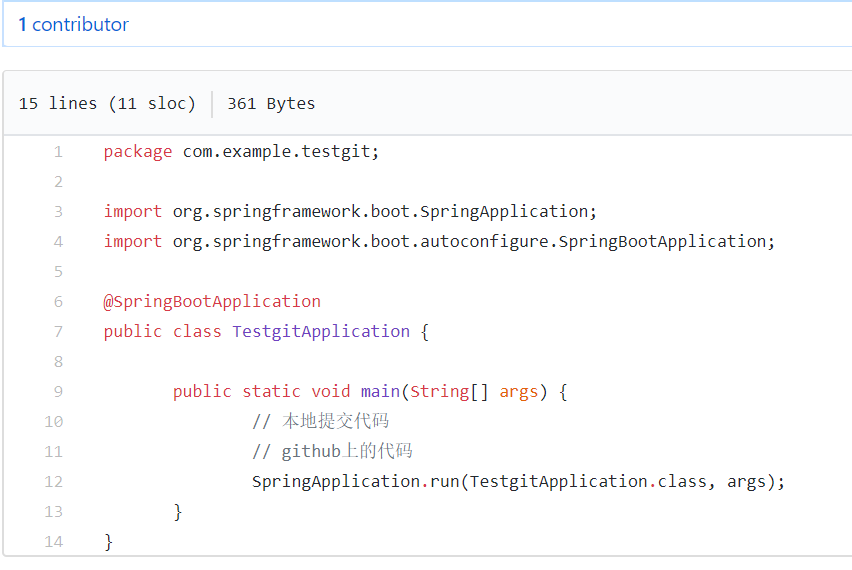 1 contributor
15 lines (11 sloc) 361 Bytes
1 package com.example.testgit;
2
3 import org.springframework.boot.SpringApplication;
4 import org.springframework.boot.autoconfigure.SpringBootApplication;
5
6 @SpringBootApplication
7 public class TestgitApplication {
8
9 public static void main(String[] args) {
10 // 本地提交代码
11 // github上的代码
12 SpringApplication.run(TestgitApplication.class, args);
13 }
14 }